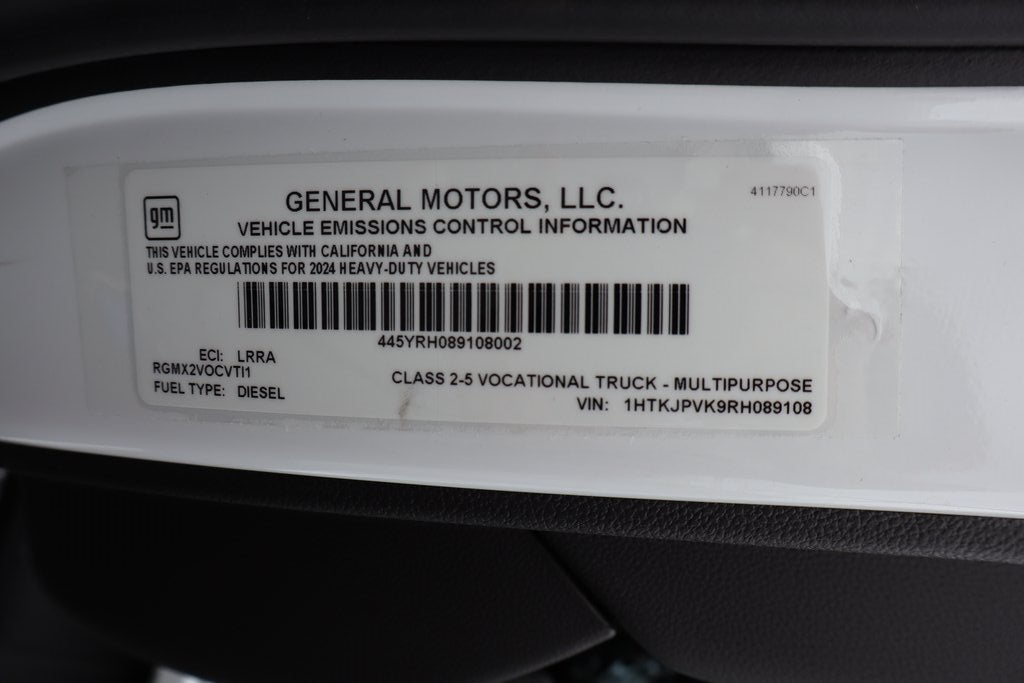 4117790C1
gm
GENERAL MOTORS, LLC.
VEHICLE EMISSIONS CONTROL INFORMATION
THIS VEHICLE COMPLIES WITH CALIFORNIA AND
U.S. EPA REGULATIONS FOR 2024 HEAVY-DUTY VEHICLES
445YRH089108002
ECI: LRRA
RGMX2VOCVTI1
FUEL TYPE: DIESEL
CLASS 2-5 VOCATIONAL TRUCK - MULTIPURPOSE
VIN: 1HTKJPVK9RH089108